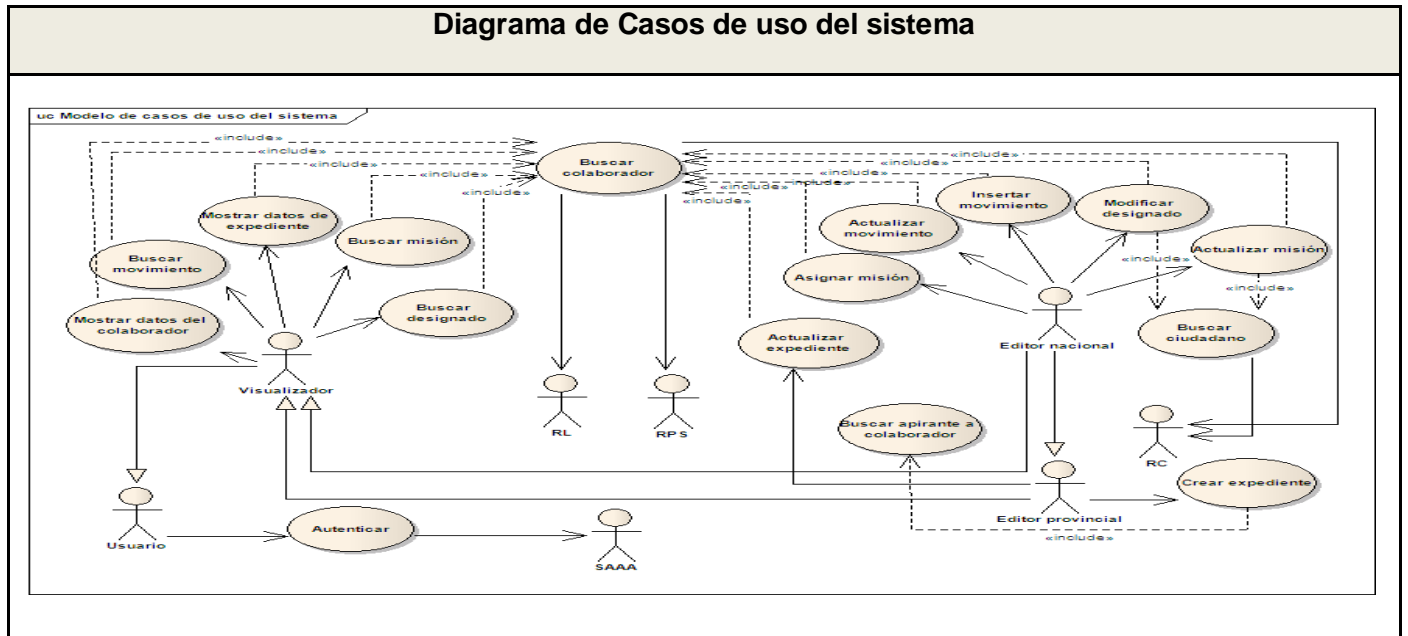 Diagrama de Casos de uso del sistema
uc Modelo de casos de uso del sistema
«include»
«include»
«include»
«include»
«include»
Buscar
colaborador
«include»
«include»
«include»
«include»
«include»
«include»
Mostrar datos de
expediente
Buscar misión
Buscar
movimiento
Buscar
designado
Mostrar datos del
colaborador
Visualizador
Insertar
movimiento
Modificar
designado
Actualizar
movimiento
Actualizar misión
Asignar misión
«include»
«include»
Editor nacional
Buscar
ciudadano
Actualizar
expediente
RL
RPS
Buscar apirante a
colaborador
RC
Crear expediente
Editor provincial
«include»
Usuario
Autenticar
SAAA